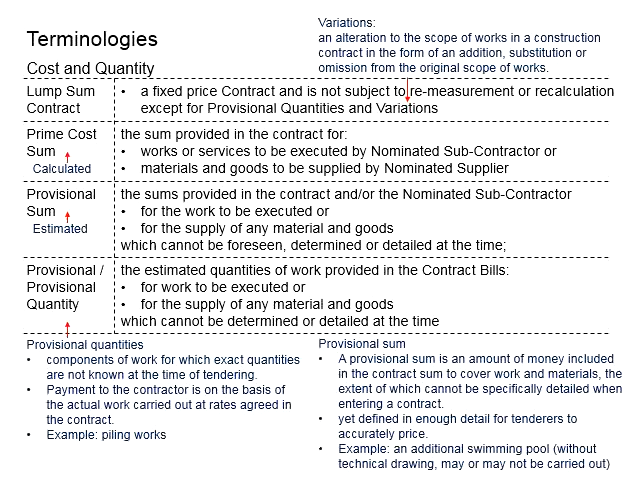 Variations:
an alteration to the scope of works in a construction
contract in the form of an addition, substitution or
omission from the original scope of works.
Terminologies
Cost and Quantity
Lump Sum
Contract
• a fixed price Contract and is not subject to re-measurement or recalculation
except for Provisional Quantities and Variations
Prime Cost
Sum
Calculated
the sum provided in the contract for:
• works or services to be executed by Nominated Sub-Contractor or
• materials and goods to be supplied by Nominated Supplier
Provisional
Sum
Estimated
the sums provided in the contract and/or the Nominated Sub-Contractor
• for the work to be executed or
• for the supply of any material and goods
which cannot be foreseen, determined or detailed at the time;
Provisional /
Provisional
Quantity
the estimated quantities of work provided in the Contract Bills:
• for work to be executed or
• for the supply of any material and goods
which cannot be determined or detailed at the time
Provisional quantities
• components of work for which exact quantities
are not known at the time of tendering.
• Payment to the contractor is on the basis of
the actual work carried out at rates agreed in
the contract.
• Example: piling works
Provisional sum
• A provisional sum is an amount of money included
in the contract sum to cover work and materials, the
extent of which cannot be specifically detailed when
entering a contract.
• yet defined in enough detail for tenderers to
accurately price.
• Example: an additional swimming pool (without
technical drawing, may or may not be carried out)